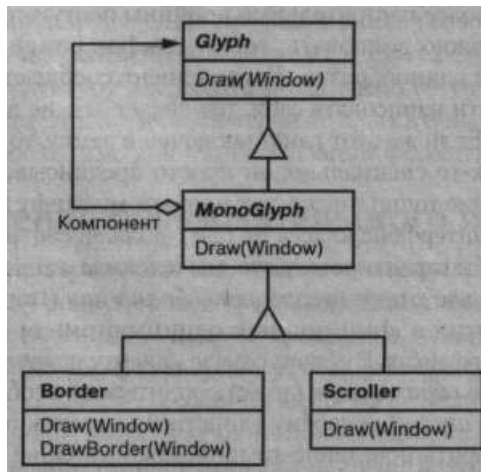 Glyph
Draw(Window)
Компонент
MonoGlyph
Draw(Window)
Border
Draw(Window)
DrawBorder(Window)
Scroller
Draw(Window)